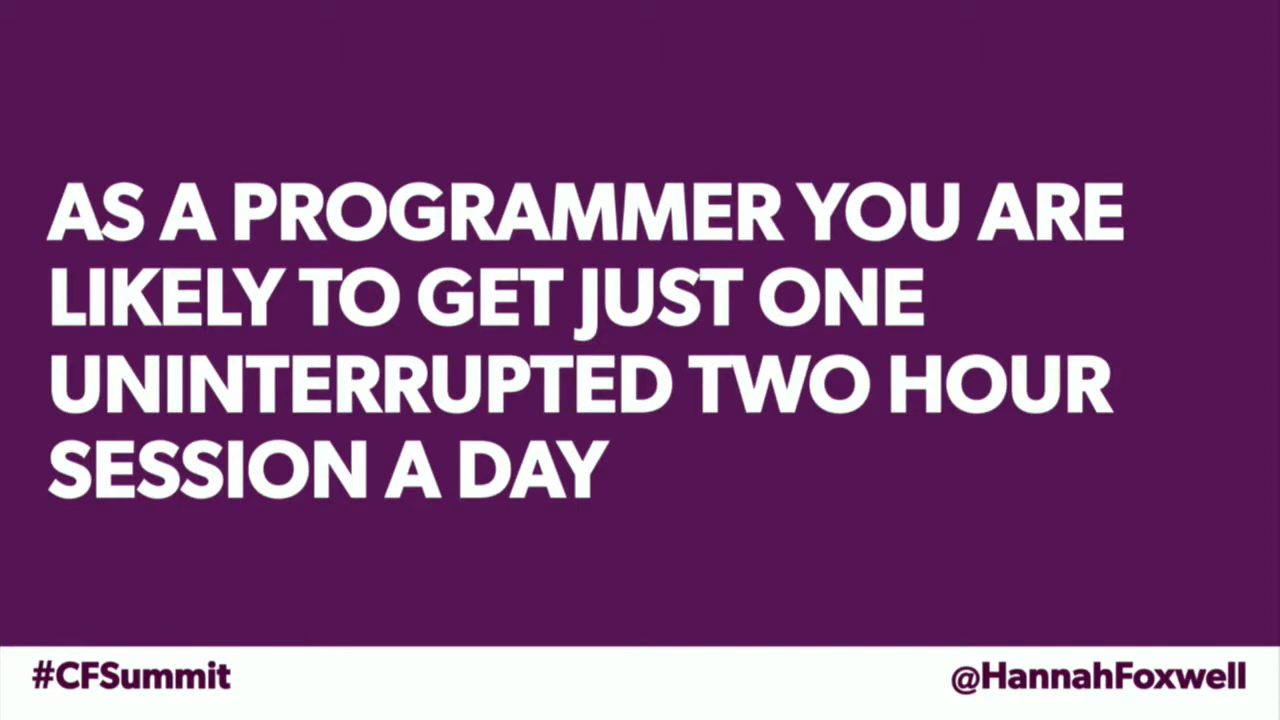 AS A PROGRAMMER YOU ARE
LIKELY TO GET JUST ONE
UNINTERRUPTED TWO HOUR
SESSION A DAY
#CFSummit
@HannahFoxwell